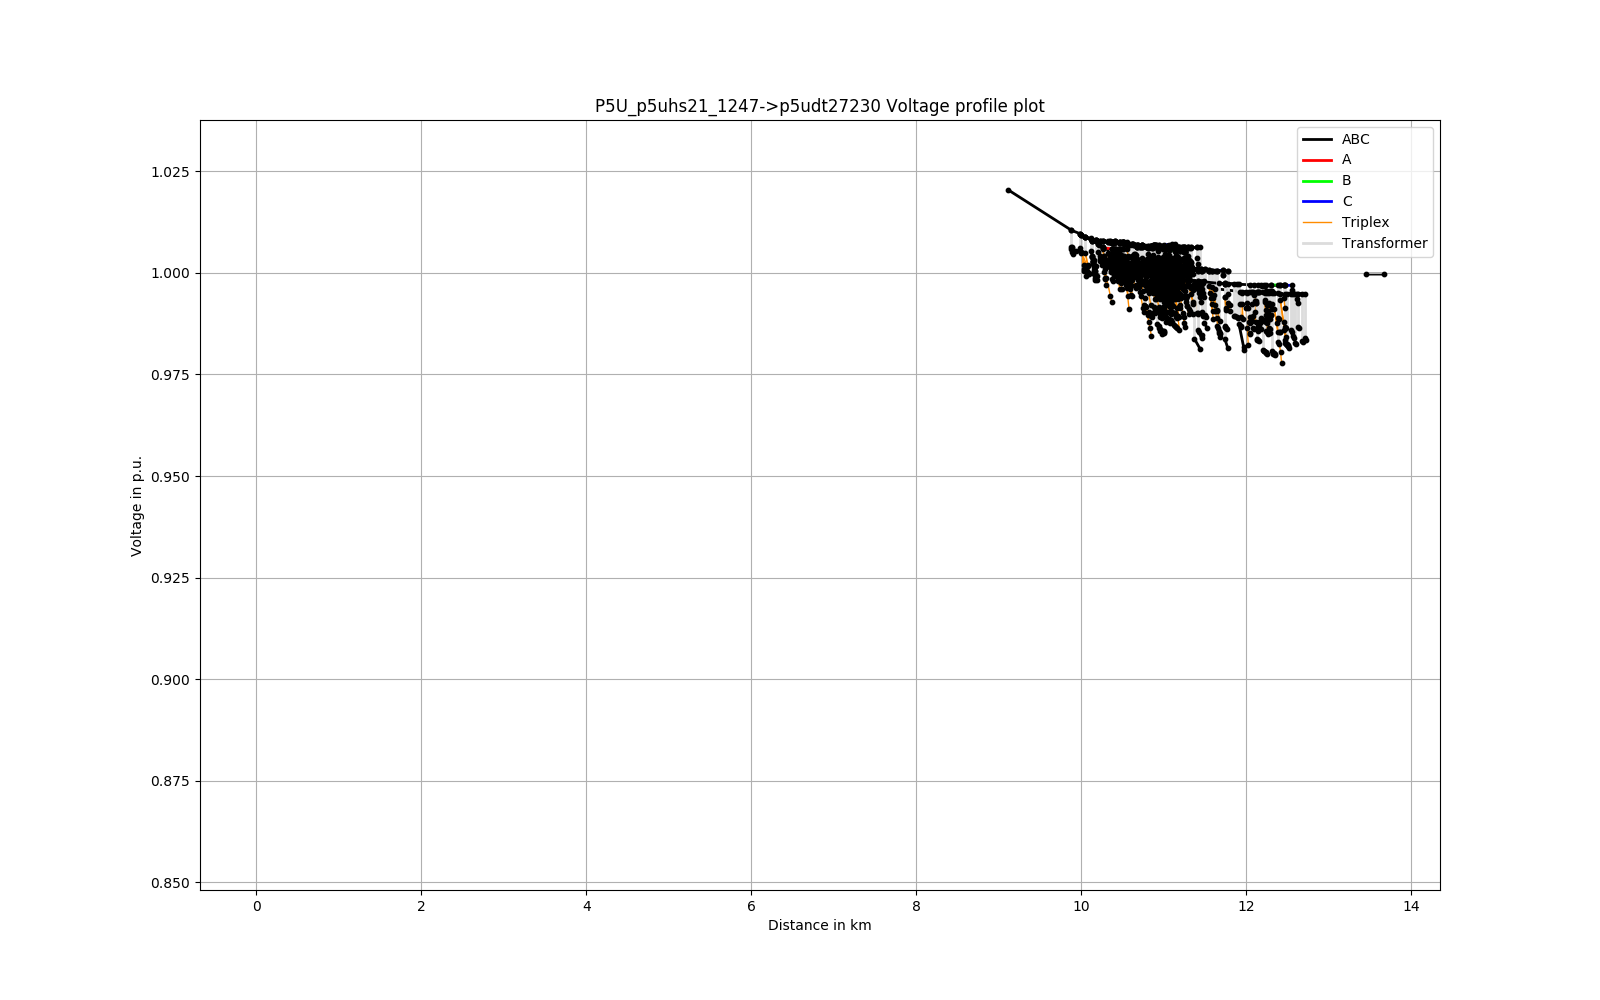 P5U_p5uhs21_1247->p5udt27230 Voltage profile plot
ABC
A
B
C
Triplex
Transformer
1.025
1.000
0.975
0.950
0.925
0.900
0.875
0.850
Voltage in p.u.
0 2 4 6 8 10 12 14
Distance in km